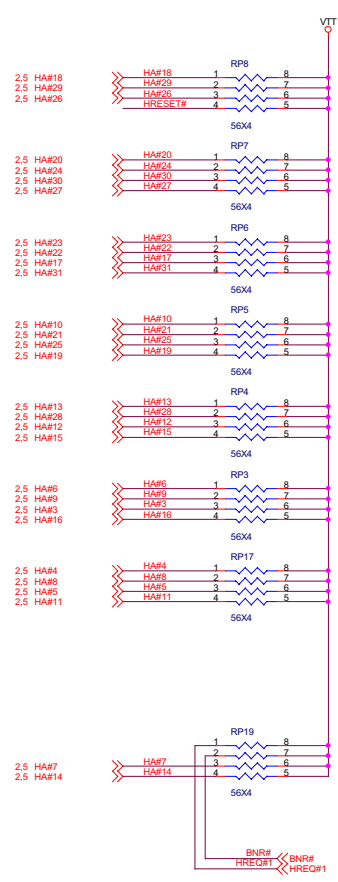 VTT
RP8
2,5 HA#18 HA#18 1 8
2,5 HA#29 HA#29 2 7
2,5 HA#26 HA#26 3 6
HRESET# 4 5
56X4
RP7
2,5 HA#20 HA#20 1 8
2,5 HA#24 HA#24 2 7
2,5 HA#30 HA#30 3 6
2,5 HA#27 HA#27 4 5
56X4
RP6
2,5 HA#23 HA#23 1 8
2,5 HA#22 HA#22 2 7
2,5 HA#17 HA#17 3 6
2,5 HA#31 HA#31 4 5
56X4
RP5
2,5 HA#10 HA#10 1 8
2,5 HA#21 HA#21 2 7
2,5 HA#25 HA#25 3 6
2,5 HA#19 HA#19 4 5
56X4
RP4
2,5 HA#13 HA#13 1 8
2,5 HA#28 HA#28 2 7
2,5 HA#12 HA#12 3 6
2,5 HA#15 HA#15 4 5
56X4
RP3
2,5 HA#6 HA#6 1 8
2,5 HA#9 HA#9 2 7
2,5 HA#3 HA#3 3 6
2,5 HA#16 HA#16 4 5
56X4
RP17
2,5 HA#4 HA#4 1 8
2,5 HA#8 HA#8 2 7
2,5 HA#5 HA#5 3 6
2,5 HA#11 HA#11 4 5
56X4
RP19
1 8
2 7
2,5 HA#7 HA#7 3 6
2,5 HA#14 HA#14 4 5
56X4
BNR# BNR#
HREQ#1 HREQ#1